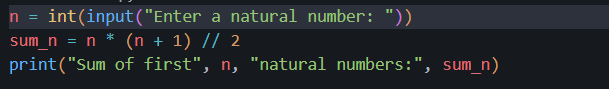 n = int(input("Enter a natural number: "))
sum_n = n * (n + 1) // 2
print("Sum of first", n, "natural numbers:", sum_n)